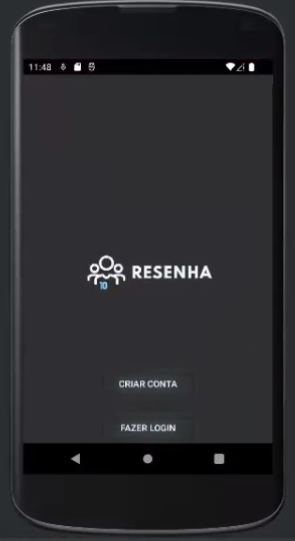 11:48
RESENHA
10
CRIAR CONTA
FAZER LOGIN